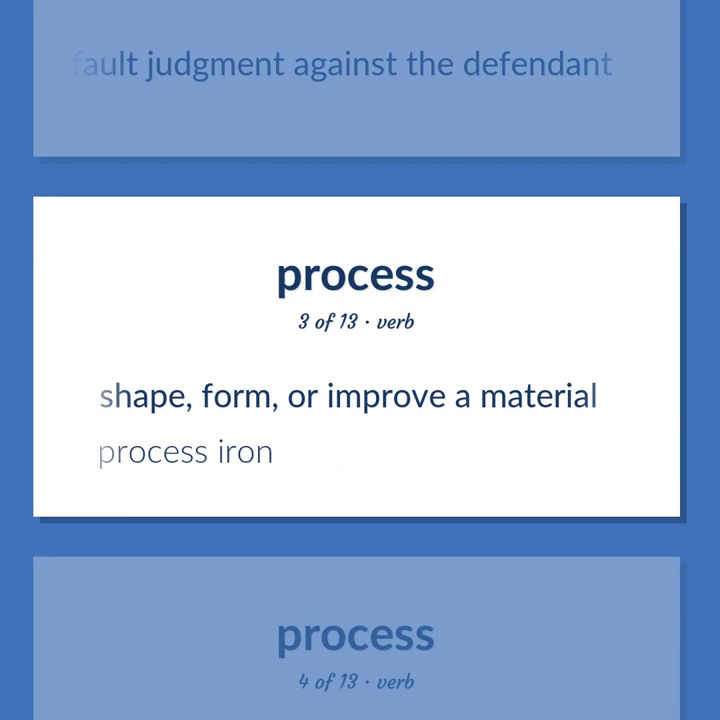 fault judgment against the defendant
process
3 of 13 · verb
shape, form, or improve a material
process iron
process
4 of 13 · verb